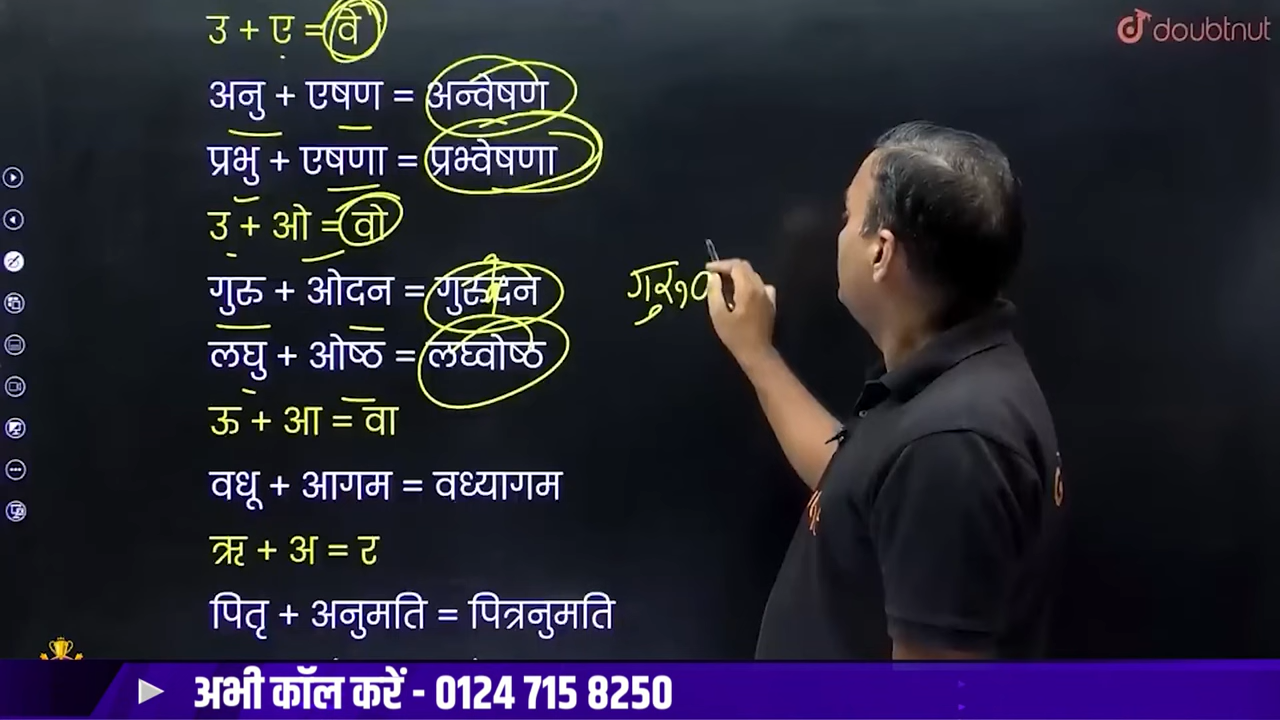 उ + ए = वे
doubtnut
अनु + एषण = अन्वेषण
प्रभु + एषणा = प्रभ्वेषणा
उ + ओ = वो
गुरु + ओदन = गुरुदन
लघु + ओष्ठ = लघ्वोष्ठ
ऊ + आ = वा
वधू + आगम = वध्यागम
ऋ + अ = र
पितृ + अनुमति = पित्रनुमति
अभी कॉल करें - 0124 715 8250